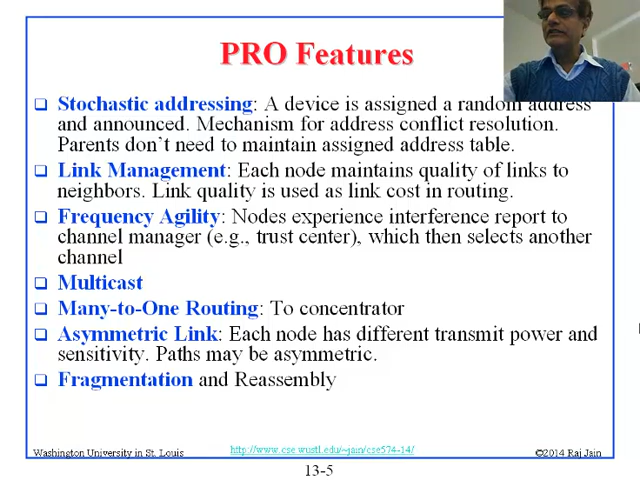 PRO Features
Stochastic addressing: A device is assigned a random address
and announced. Mechanism for address conflict resolution.
Parents don't need to maintain assigned address table.
Link Management: Each node maintains quality of links to
neighbors. Link quality is used as link cost in routing.
Frequency Agility: Nodes experience interference report to
channel manager (e.g., trust center), which then selects another
channel
Multicast
Many-to-One Routing: To concentrator
Asymmetric Link: Each node has different transmit power and
sensitivity. Paths may be asymmetric.
Fragmentation and Reassembly
Washington University in St. Louis
http://www.cse.wustl.edu/~jain/cse574-14/
©2014 Raj Jain
13-5